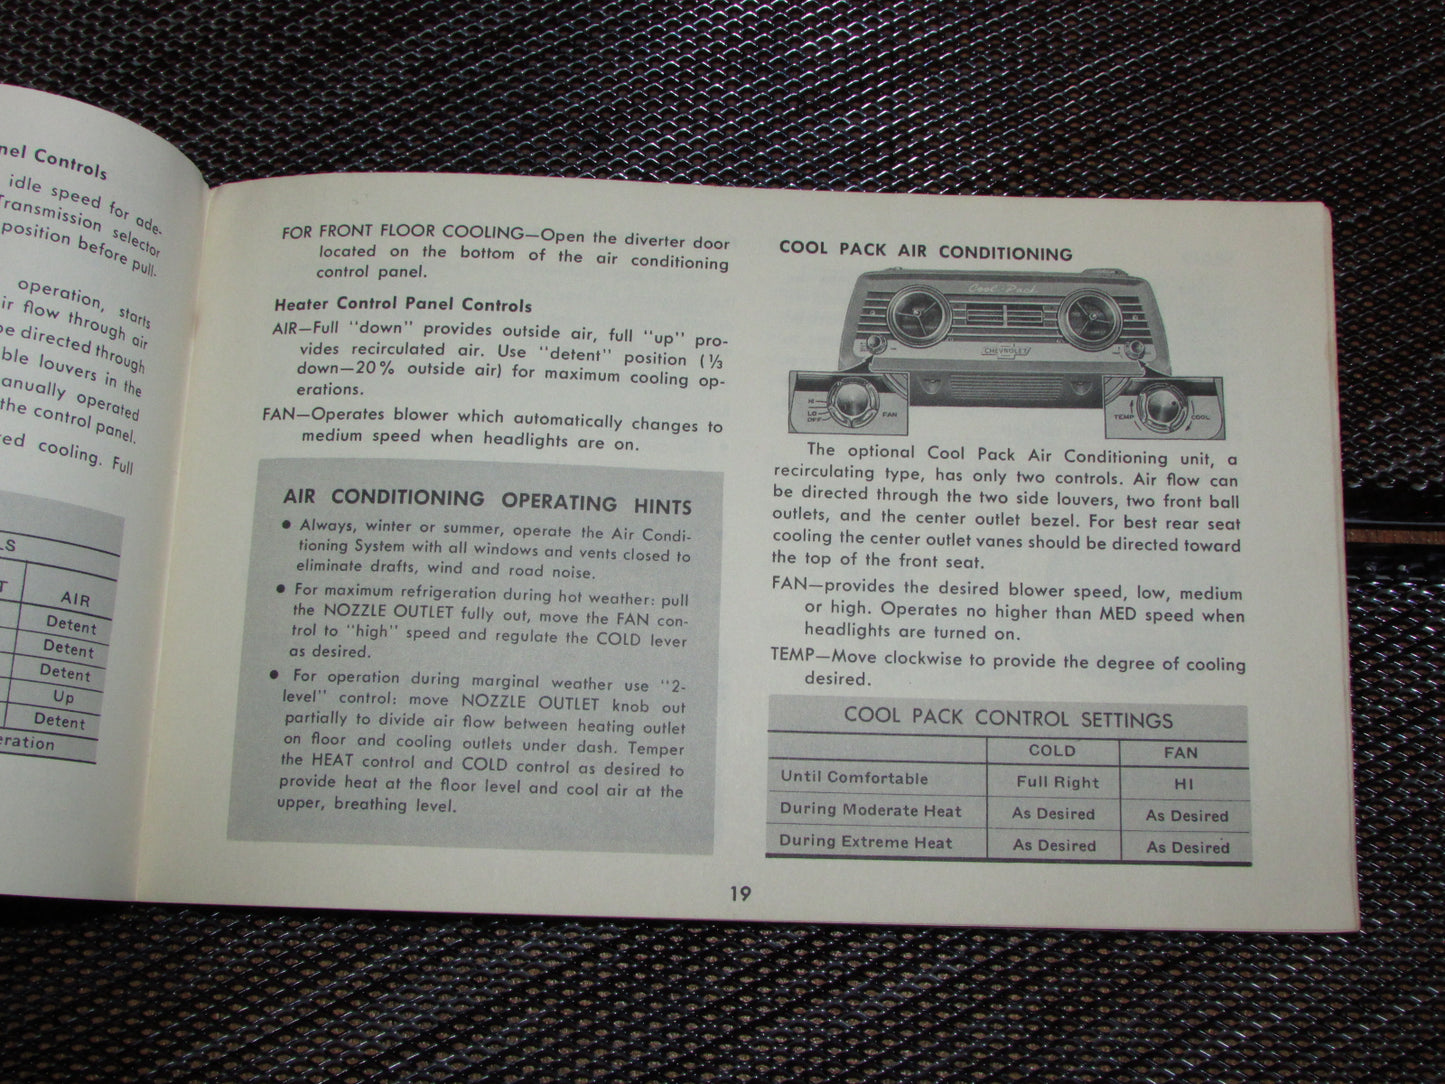 nel Controls
idle speed for ade-
Transmission selector
position before pull-
operation, starts
ir flow through air
be directed through
ble louvers in the
anually operated
the control panel.
red cooling. Full
LS
T AIR
Detent
Detent
Detent
Up
Detent
eration
FOR FRONT FLOOR COOLING—Open the diverter door
located on the bottom of the air conditioning
control panel.
Heater Control Panel Controls
AIR—Full "down" provides outside air, full "up" pro-
vides recirculated air. Use "detent" position (⅓
down—20% outside air) for maximum cooling op-
erations.
FAN—Operates blower which automatically changes to
medium speed when headlights are on.
AIR CONDITIONING OPERATING HINTS
● Always, winter or summer, operate the Air Condi-
tioning System with all windows and vents closed to
eliminate drafts, wind and road noise.
● For maximum refrigeration during hot weather: pull
the NOZZLE OUTLET fully out, move the FAN con-
trol to "high" speed and regulate the COLD lever
as desired.
● For operation during marginal weather use "2-
level" control: move NOZZLE OUTLET knob out
partially to divide air flow between heating outlet
on floor and cooling outlets under dash. Temper
the HEAT control and COLD control as desired to
provide heat at the floor level and cool air at the
upper, breathing level.
COOL PACK AIR CONDITIONING
Cool-Pack
CHEVROLET
HI
LO
OFF
FAN
TEMP
COOL
The optional Cool Pack Air Conditioning unit, a
recirculating type, has only two controls. Air flow can
be directed through the two side louvers, two front ball
outlets, and the center outlet bezel. For best rear seat
cooling the center outlet vanes should be directed toward
the top of the front seat.
FAN—provides the desired blower speed, low, medium
or high. Operates no higher than MED speed when
headlights are turned on.
TEMP—Move clockwise to provide the degree of cooling
desired.
COOL PACK CONTROL SETTINGS
COLD FAN
Until Comfortable Full Right HI
During Moderate Heat As Desired As Desired
During Extreme Heat As Desired As Desired
19